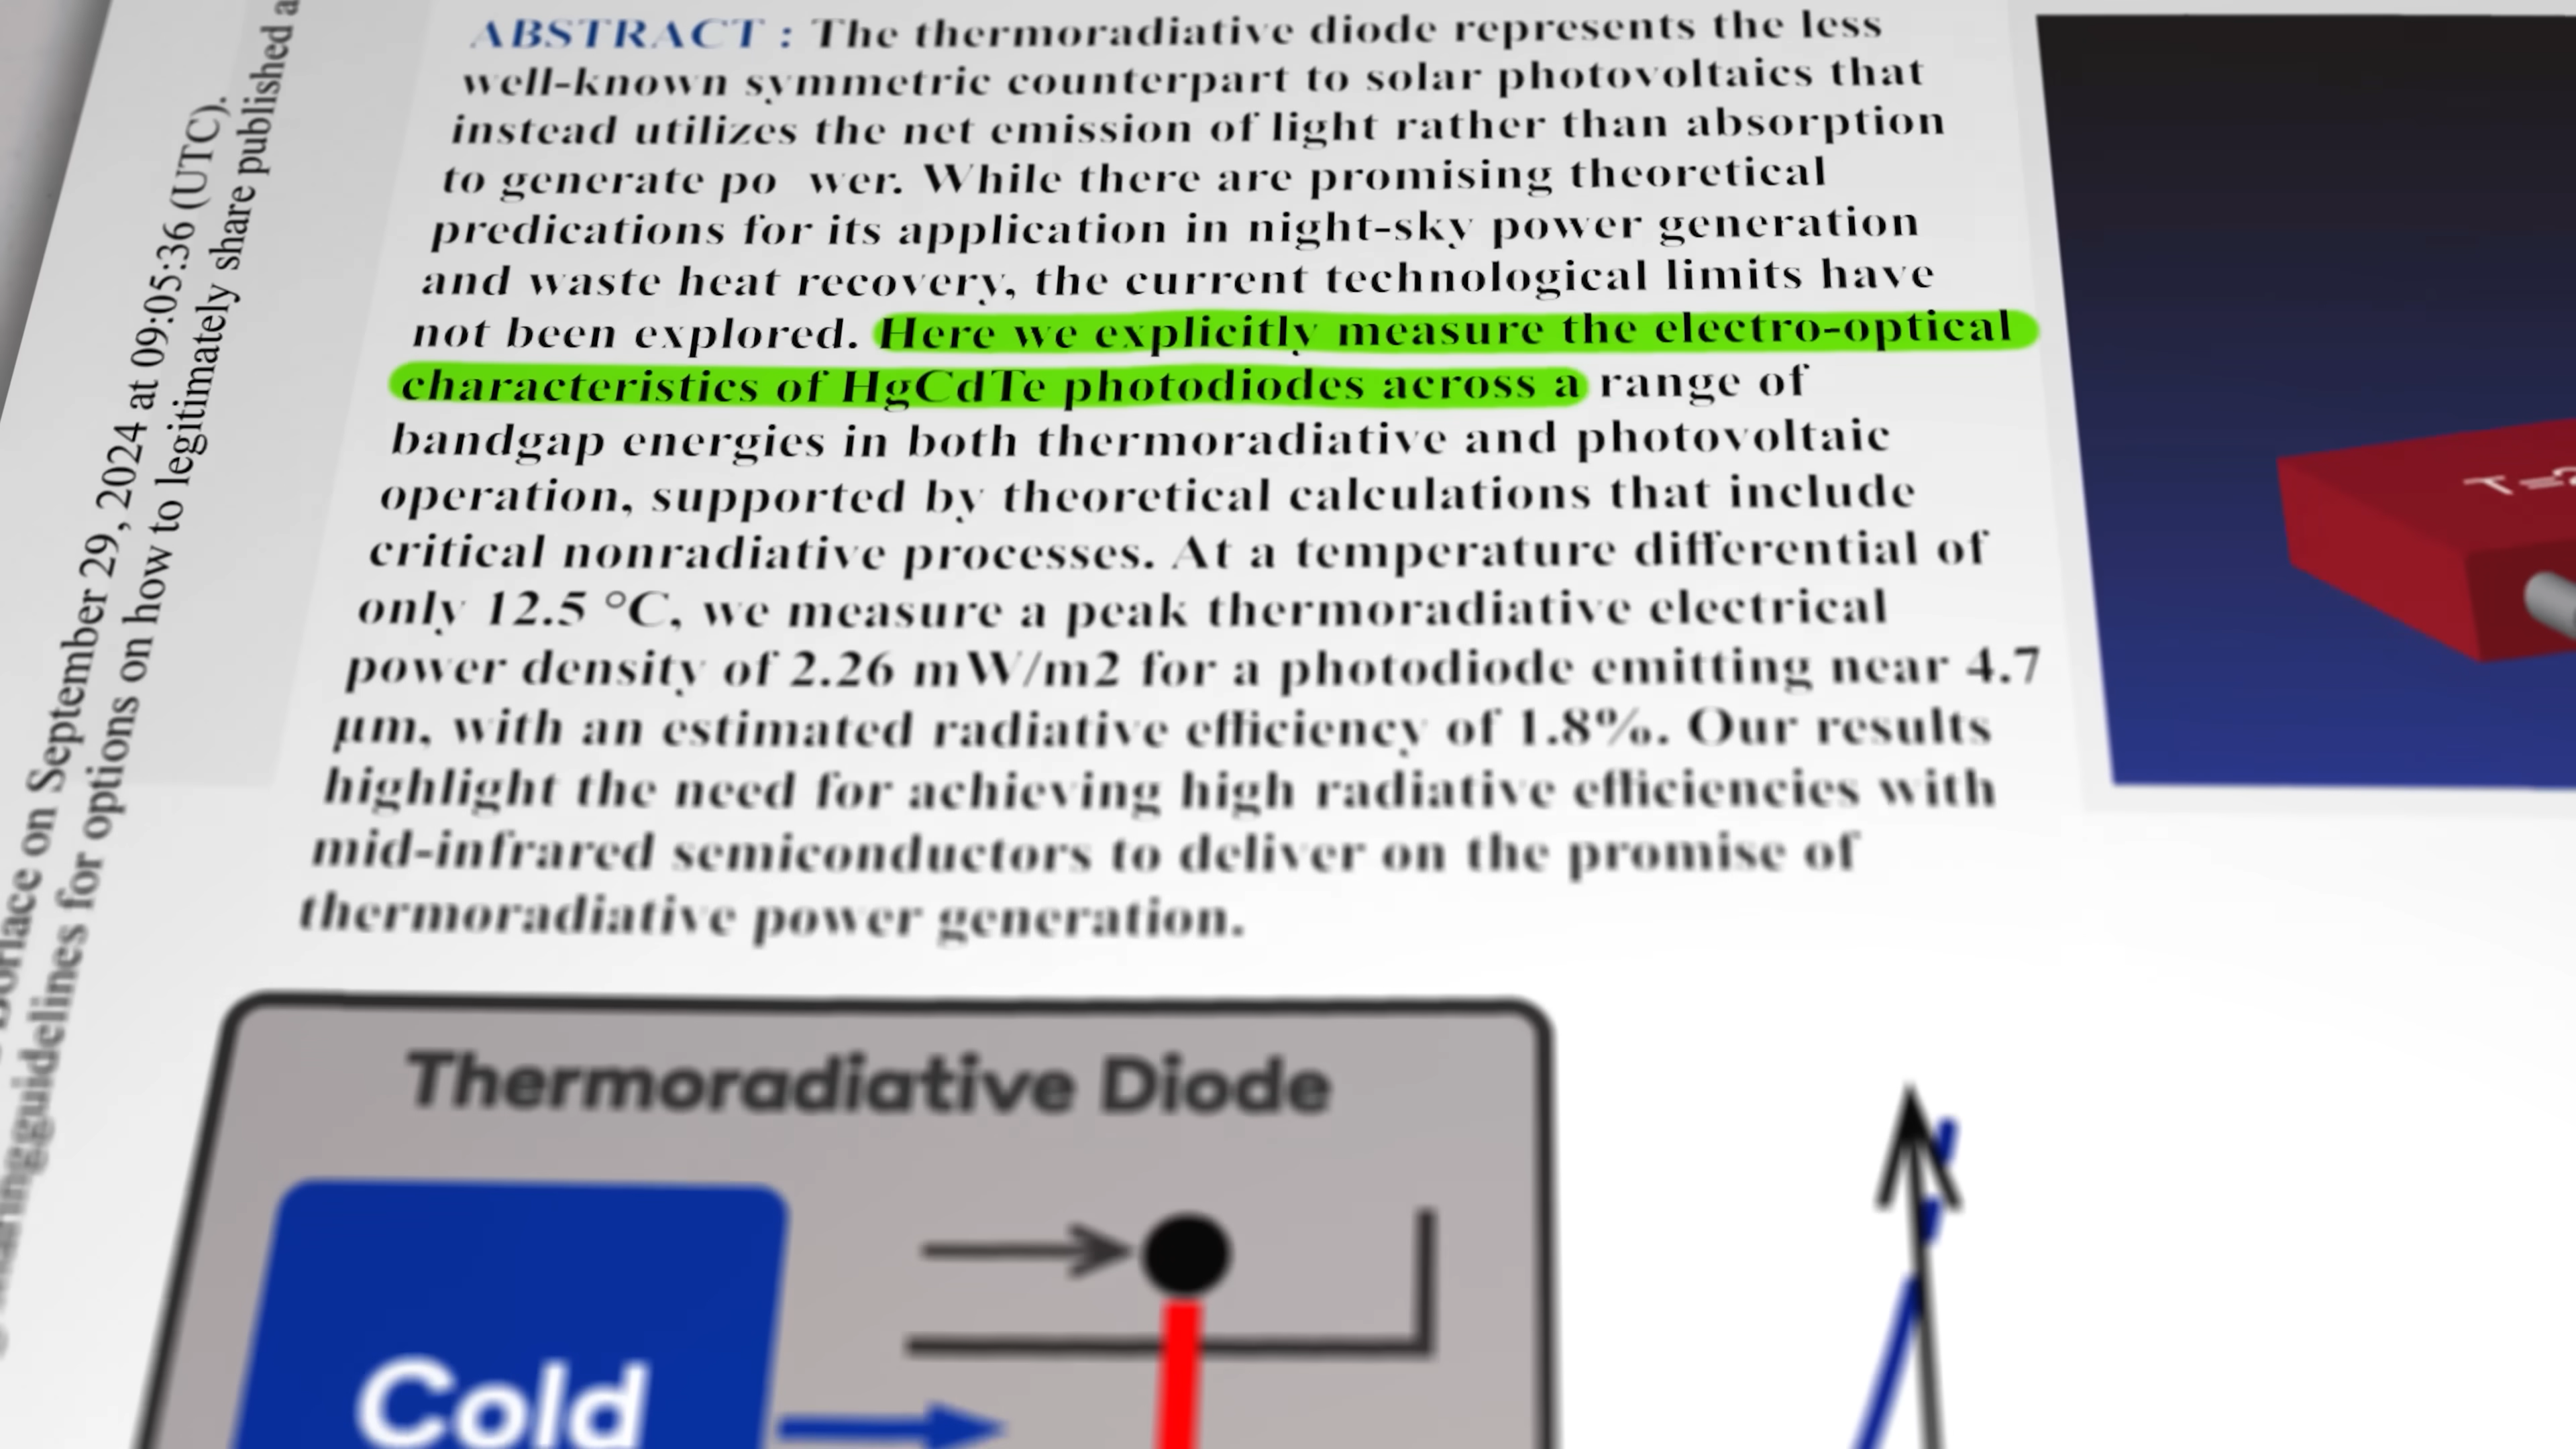 ABSTRACT : The thermoradiative diode represents the less
well-known symmetric counterpart to solar photovoltaics that
instead utilizes the net emission of light rather than absorption
to generate po wer. While there are promising theoretical
predications for its application in night-sky power generation
and waste heat recovery, the current technological limits have
not been explored. Here we explicitly measure the electro-optical
characteristics of HgCdTe photodiodes across a range of
bandgap energies in both thermoradiative and photovoltaic
operation, supported by theoretical calculations that include
critical nonradiative processes. At a temperature differential of
only 12.5 °C, we measure a peak thermoradiative electrical
power density of 2.26 mW/m2 for a photodiode emitting near 4.7
μm, with an estimated radiative efficiency of 1.8%. Our results
highlight the need for achieving high radiative efficiencies with
mid-infrared semiconductors to deliver on the promise of
thermoradiative power generation.
on September 29, 2024 at 09:05:36 (UTC).
for options on how to legitimately share published
Thermoradiative Diode
Cold